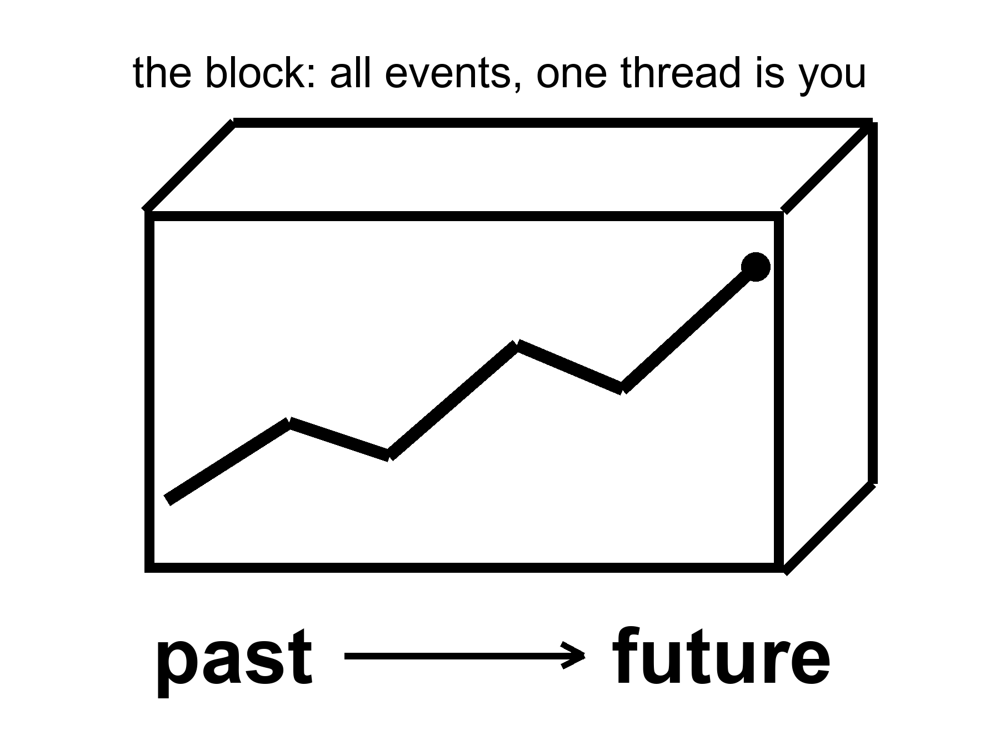 the block: all events, one thread is you
past future